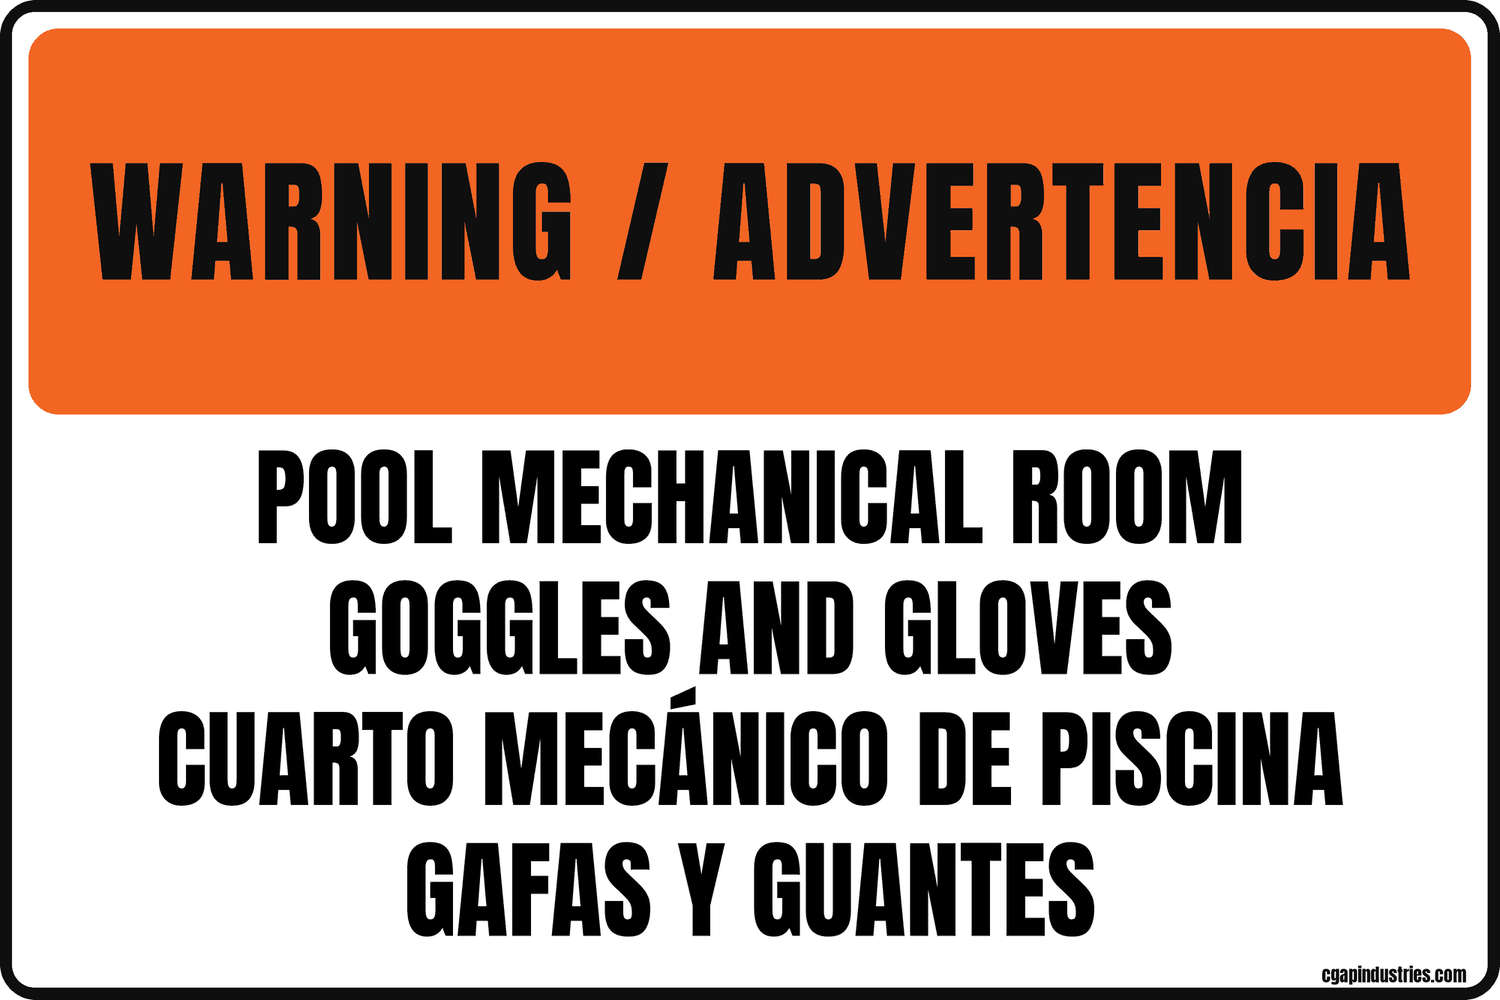 WARNING / ADVERTENCIA
POOL MECHANICAL ROOM
GOGGLES AND GLOVES
CUARTO MECÁNICO DE PISCINA
GAFAS Y GUANTES
cgapindustries.com